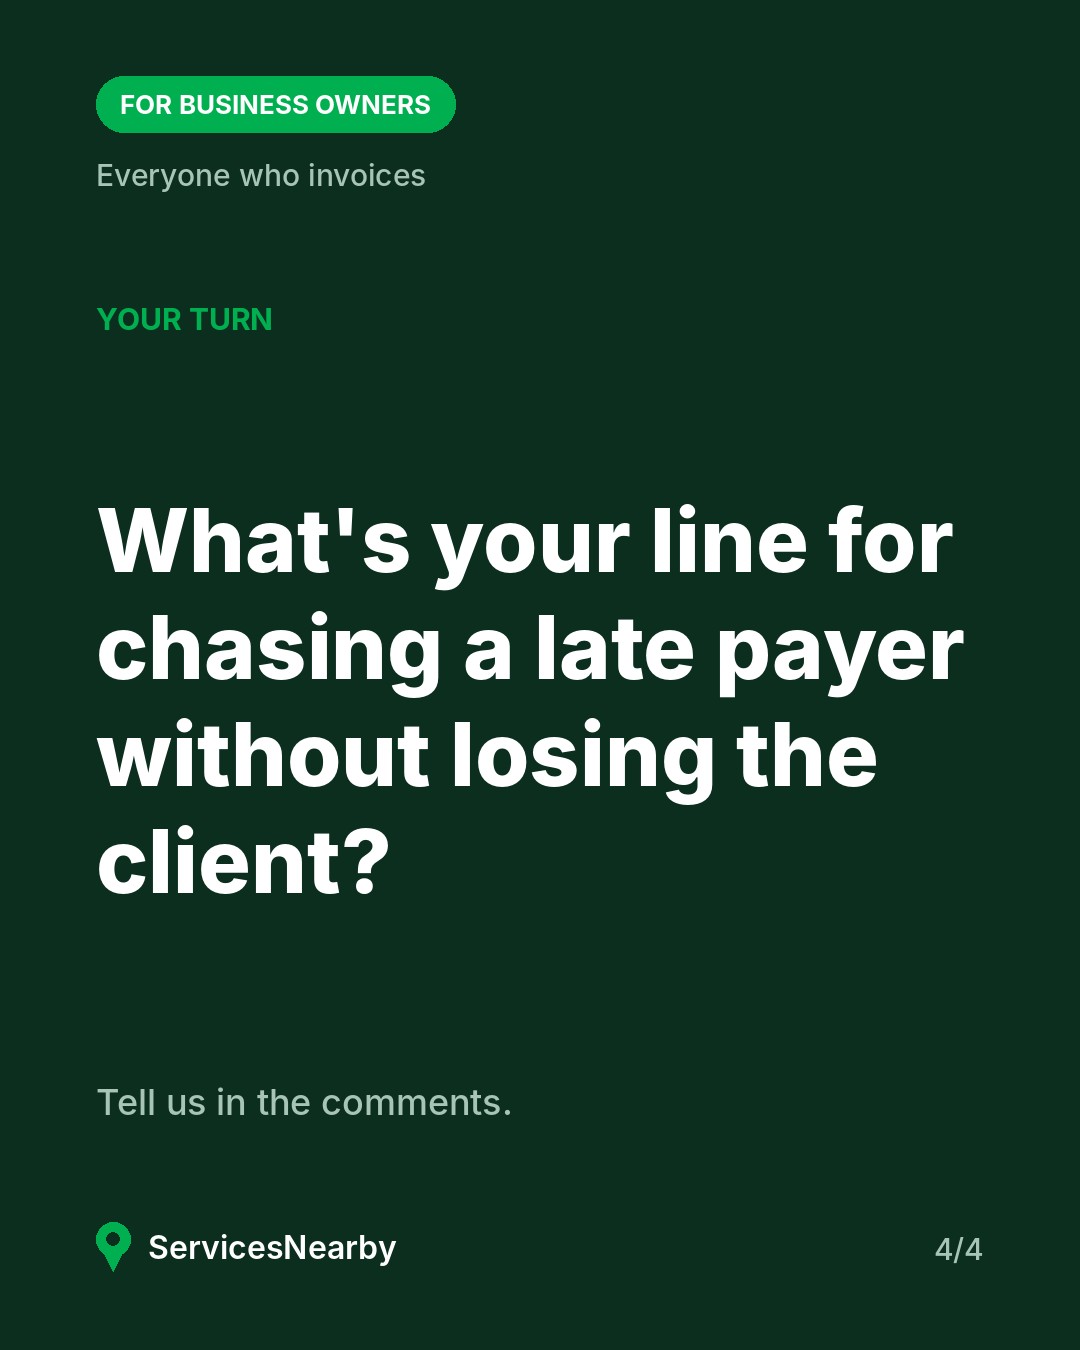 FOR BUSINESS OWNERS
Everyone who invoices
YOUR TURN
What's your line for
chasing a late payer
without losing the
client?
Tell us in the comments.
ServicesNearby
4/4